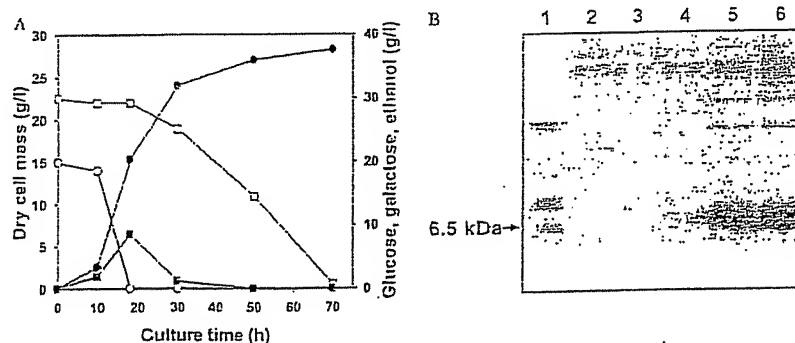 A
30
25
20
15
10
5
0
Dry cell mass (g/l)
40
30
20
10
0
Glucose, galactose, ethanol (g/l)
0 10 20 30 40 50 60 70
Culture time (h)
B
1 2 3 4 5 6
6.5 kDa→